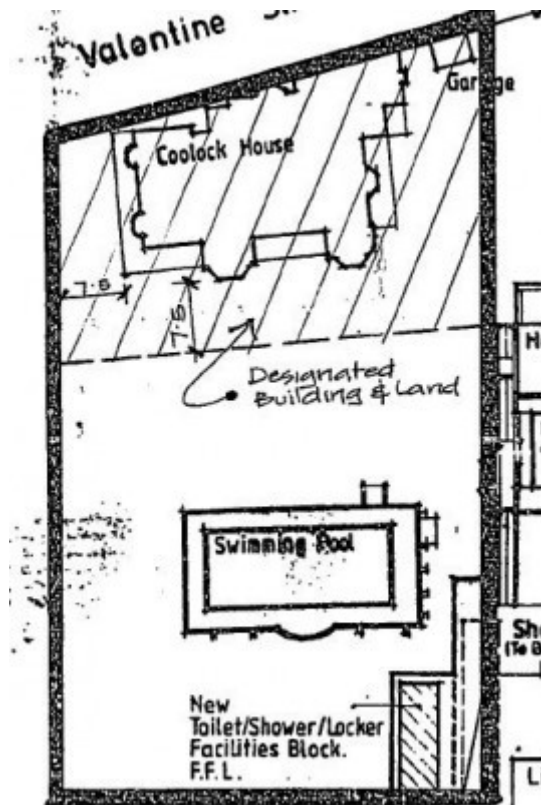 Valentine
Garage
Coolock House
7.5
7.5
Designated
Building & Land
Swimming Pool
New
Toilet/Shower/Locker
Facilities Block.
F.F.L.